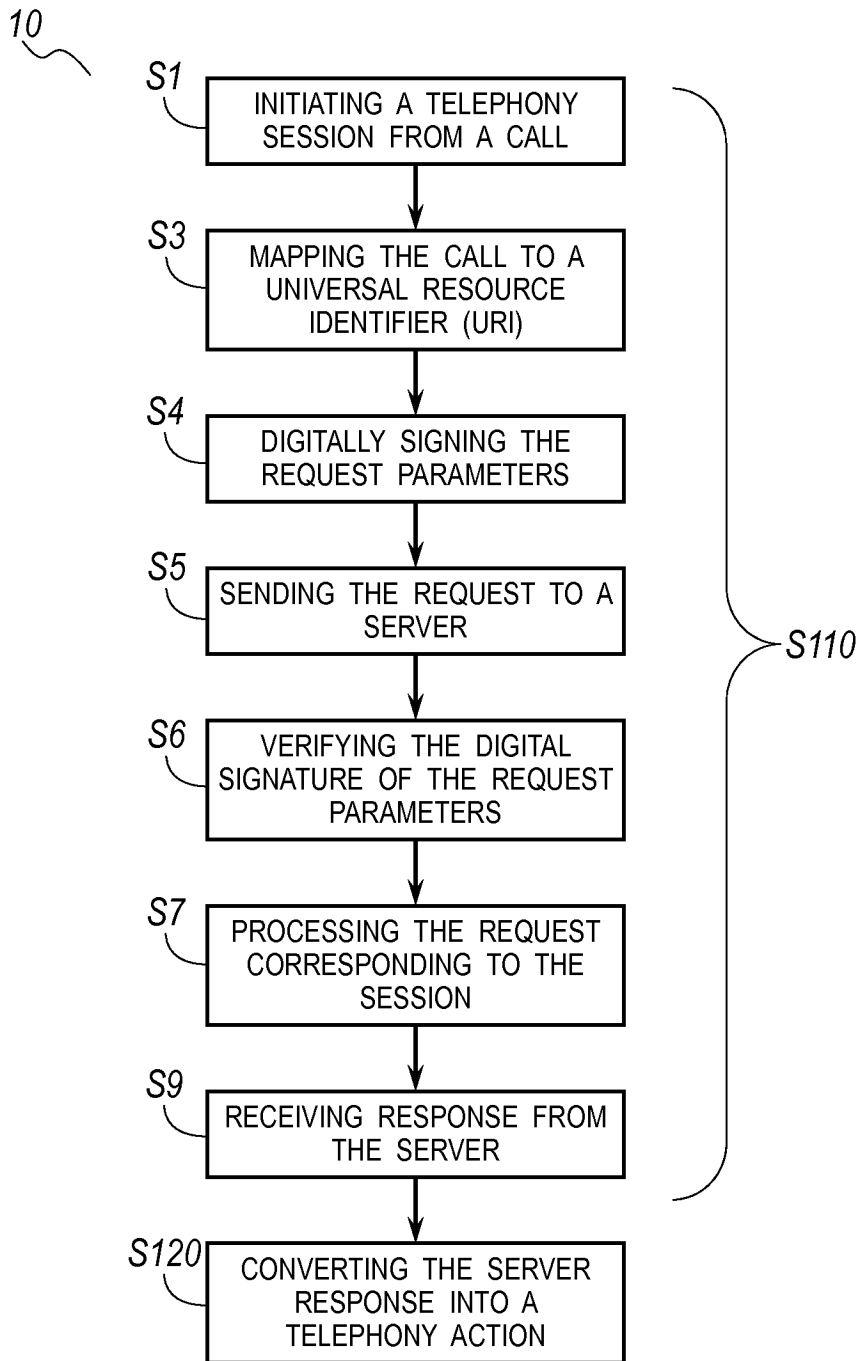 10
S1
INITIATING A TELEPHONY
SESSION FROM A CALL
S3
MAPPING THE CALL TO A
UNIVERSAL RESOURCE
IDENTIFIER (URI)
S4
DIGITALLY SIGNING THE
REQUEST PARAMETERS
S5
SENDING THE REQUEST TO A
SERVER
S110
S6
VERIFYING THE DIGITAL
SIGNATURE OF THE REQUEST
PARAMETERS
S7
PROCESSING THE REQUEST
CORRESPONDING TO THE
SESSION
S9
RECEIVING RESPONSE FROM
THE SERVER
S120
CONVERTING THE SERVER
RESPONSE INTO A
TELEPHONY ACTION